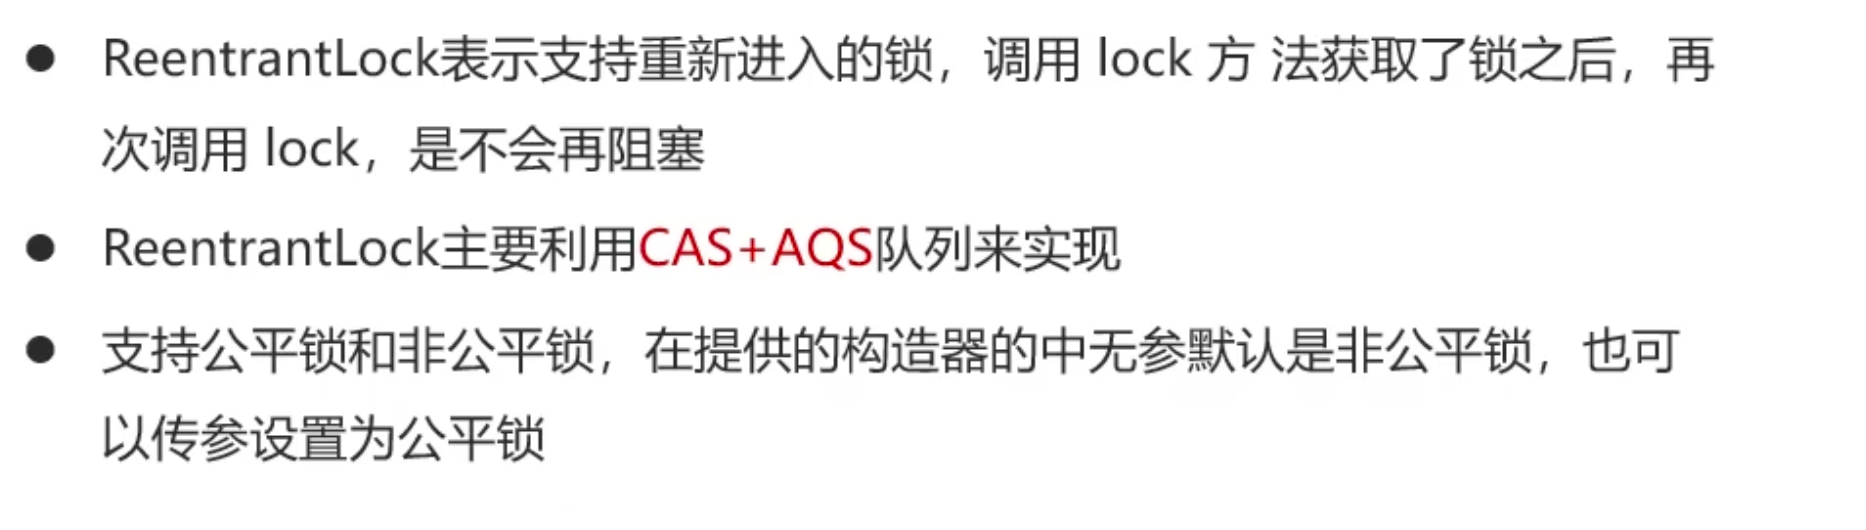 ● ReentrantLock表示支持重新进入的锁，调用 lock 方 法获取了锁之后，再
次调用 lock，是不会再阻塞
● ReentrantLock主要利用CAS+AQS队列来实现
● 支持公平锁和非公平锁，在提供的构造器的中无参默认是非公平锁，也可
以传参设置为公平锁